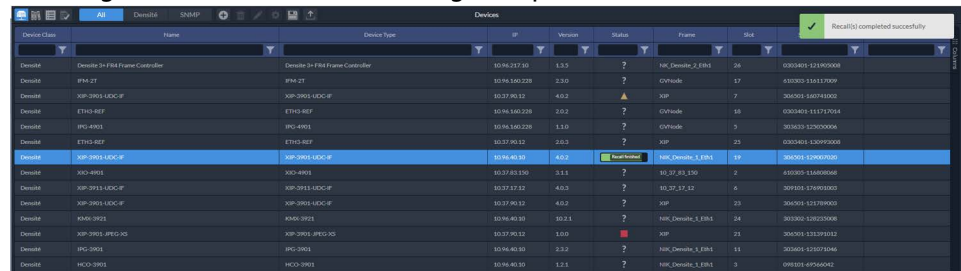 All Densité SNMP Devices
Recall(s) completed succesfully
Device Class Name Device Type IP Version Status Frame Slot
Columns
Densité Densite 3+ FR4 Frame Controller Densite 3+ FR4 Frame Controller 10.96.217.10 1.3.5 ? NIK_Densite_2_Eth1 26 0303401-121905008
Densité IFM-2T IFM-2T 10.96.160.228 2.3.0 ? GVNode 17 610305-116117009
Densité XIP-3901-UDC-IF XIP-3901-UDC-IF 10.37.90.12 4.0.2 XIP 7 306501-160741002
Densité ETH3-REF ETH3-REF 10.96.160.228 2.0.2 ? GVNode 18 0303401-111717014
Densité IPG-4901 IPG-4901 10.96.160.228 1.1.0 ? GVNode 5 303633-125050006
Densité ETH3-REF ETH3-REF 10.37.90.12 2.0.3 ? XIP 25 0303401-130993008
Densité XIP-3901-UDC-IF XIP-3901-UDC-IF 10.96.40.10 4.0.2 Recall finished NIK_Densite_1_Eth1 19 306501-129007020
Densité XIO-4901 XIO-4901 10.37.83.150 3.1.1 ? 10_37_83_150 2 610305-116808068
Densité XIP-3911-UDC-IF XIP-3911-UDC-IF 10.37.17.12 4.0.3 ? 10_37_17_12 6 309101-176901003
Densité XIP-3901-UDC-IF XIP-3901-UDC-IF 10.37.90.12 4.0.2 ? XIP 23 306501-121789003
Densité KMX-3921 KMX-3921 10.96.40.10 10.2.1 ? NIK_Densite_1_Eth1 24 303302-128235008
Densité XIP-3901-JPEG-XS XIP-3901-JPEG-XS 10.37.90.12 1.0.0 XIP 21 306501-131391012
Densité IPG-3901 IPG-3901 10.96.40.10 2.3.2 ? NIK_Densite_1_Eth1 11 303601-121071046
Densité HCO-3901 HCO-3901 10.96.40.10 1.2.1 ? NIK_Densite_1_Eth1 3 098101-69566042